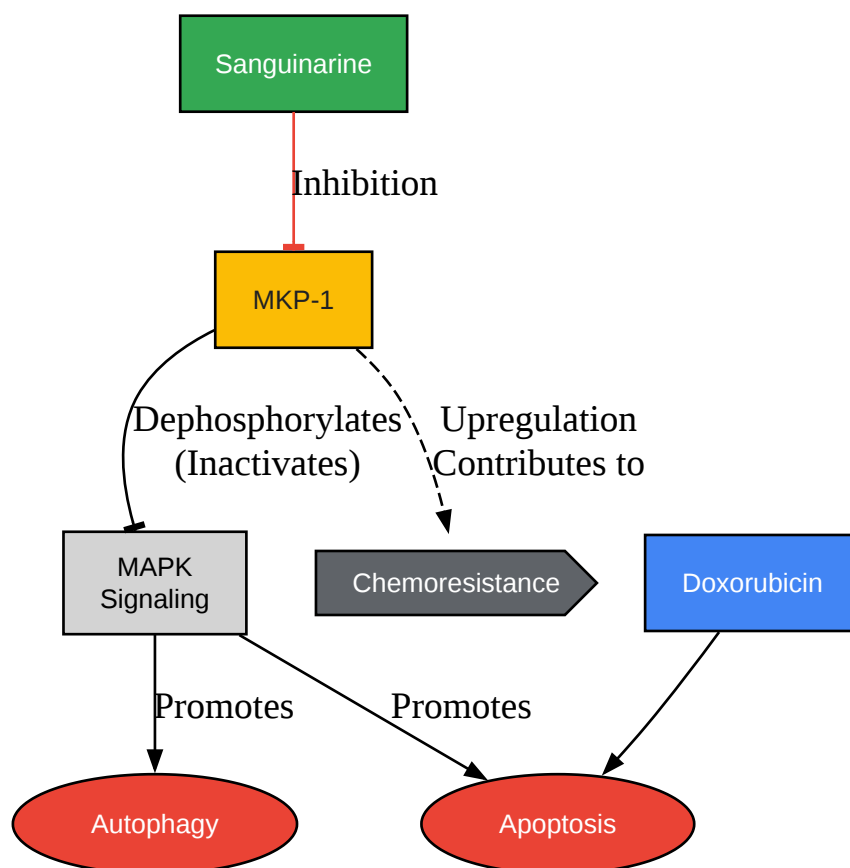 Sanguinarine
Inhibition
MKP-1
Dephosphorylates
(Inactivates)
Upregulation
Contributes to
MAPK
Signaling
Chemoresistance
Doxorubicin
Promotes
Promotes
Autophagy
Apoptosis